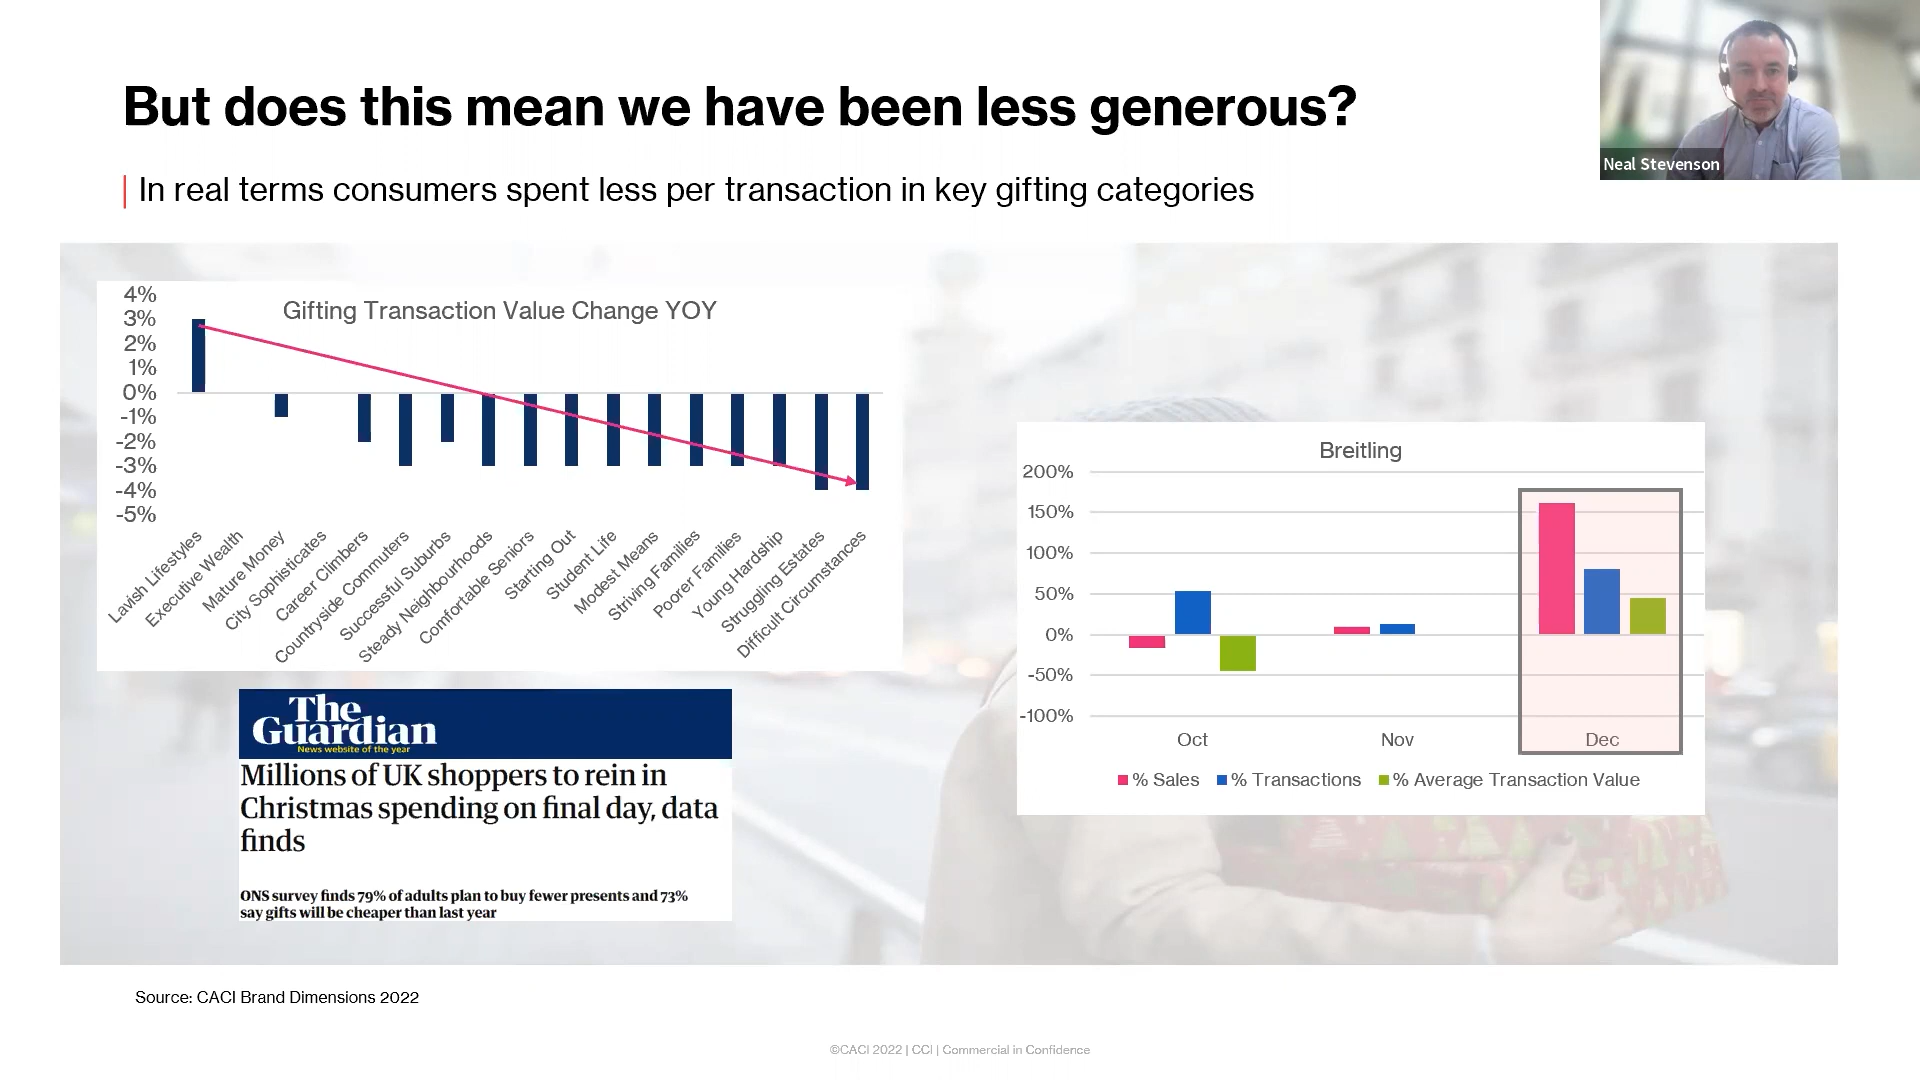 But does this mean we have been less generous?
In real terms consumers spent less per transaction in key gifting categories
Neal Stevenson
Gifting Transaction Value Change YOY
4%
3%
2%
1%
0%
-1%
-2%
-3%
-4%
-5%
Lavish Lifestyles
Executive Wealth
Mature Money
City Sophisticates
Career Climbers
Countryside Commuters
Successful Suburbs
Steady Neighbourhoods
Comfortable Seniors
Starting Out
Student Life
Modest Means
Striving Families
Poorer Families
Young Hardship
Struggling Estates
Difficult Circumstances
Breitling
200%
150%
100%
50%
0%
-50%
-100%
Oct Nov Dec
% Sales % Transactions % Average Transaction Value
The
Guardian
News website of the year
Millions of UK shoppers to rein in
Christmas spending on final day, data
finds
ONS survey finds 79% of adults plan to buy fewer presents and 73%
say gifts will be cheaper than last year
Source: CACI Brand Dimensions 2022
©CACI 2022 | CCI | Commercial in Confidence